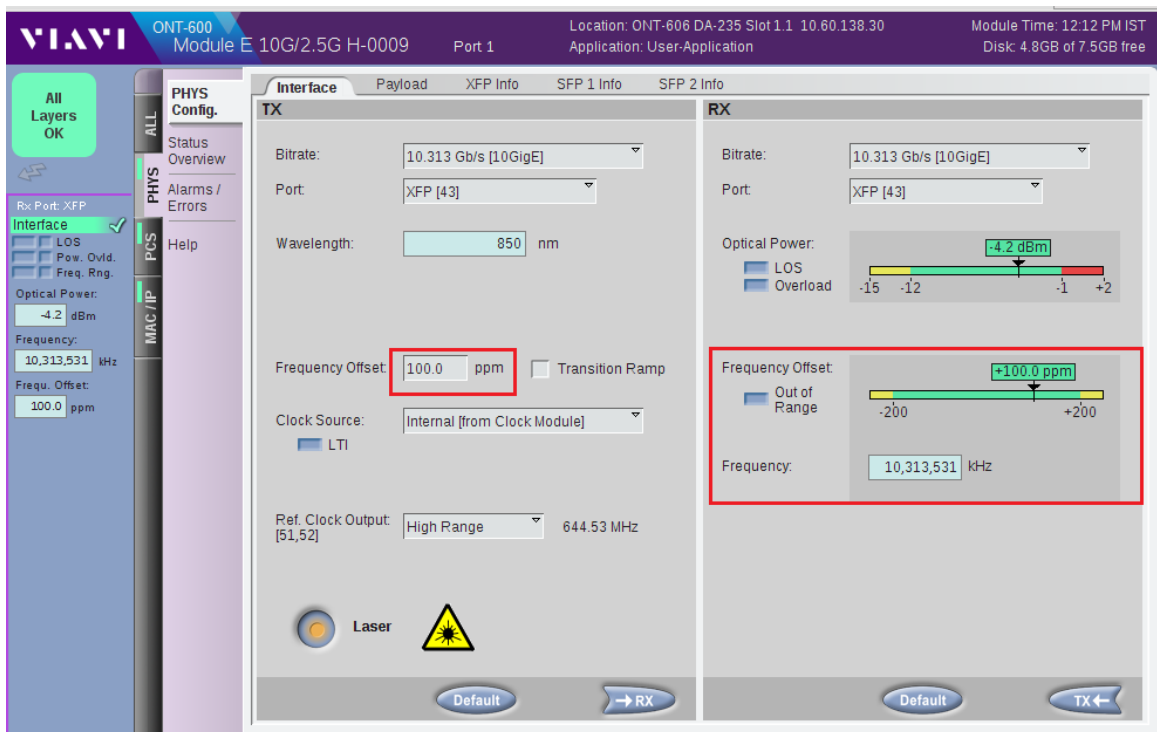 VIAVI
ONT-600
Module E 10G/2.5G H-0009 Port 1
Location: ONT-606 DA-235 Slot 1.1 10.60.138.30
Application: User-Application
Module Time: 12:12 PM IST
Disk: 4.8GB of 7.5GB free
All
Layers
OK
Rx Port: XFP
Interface
LOS
Pow. Ovld.
Freq. Rng.
Optical Power:
-4.2 dBm
Frequency:
10,313,531 kHz
Frequ. Offset:
100.0 ppm
ALL
PHYS
PCS
MAC / IP
PHYS
Config.
Status
Overview
Alarms /
Errors
Help
Interface Payload XFP Info SFP 1 Info SFP 2 Info
TX
Bitrate: 10.313 Gb/s [10GigE]
Port: XFP [43]
Wavelength: 850 nm
Frequency Offset: 100.0 ppm Transition Ramp
Clock Source: Internal [from Clock Module]
LTI
Ref. Clock Output: High Range 644.53 MHz
[51,52]
Laser
Default → RX
RX
Bitrate: 10.313 Gb/s [10GigE]
Port: XFP [43]
Optical Power: -4.2 dBm
LOS
Overload
-15 -12 -1 +2
Frequency Offset: +100.0 ppm
Out of
Range
-200 +200
Frequency: 10,313,531 kHz
Default TX ←